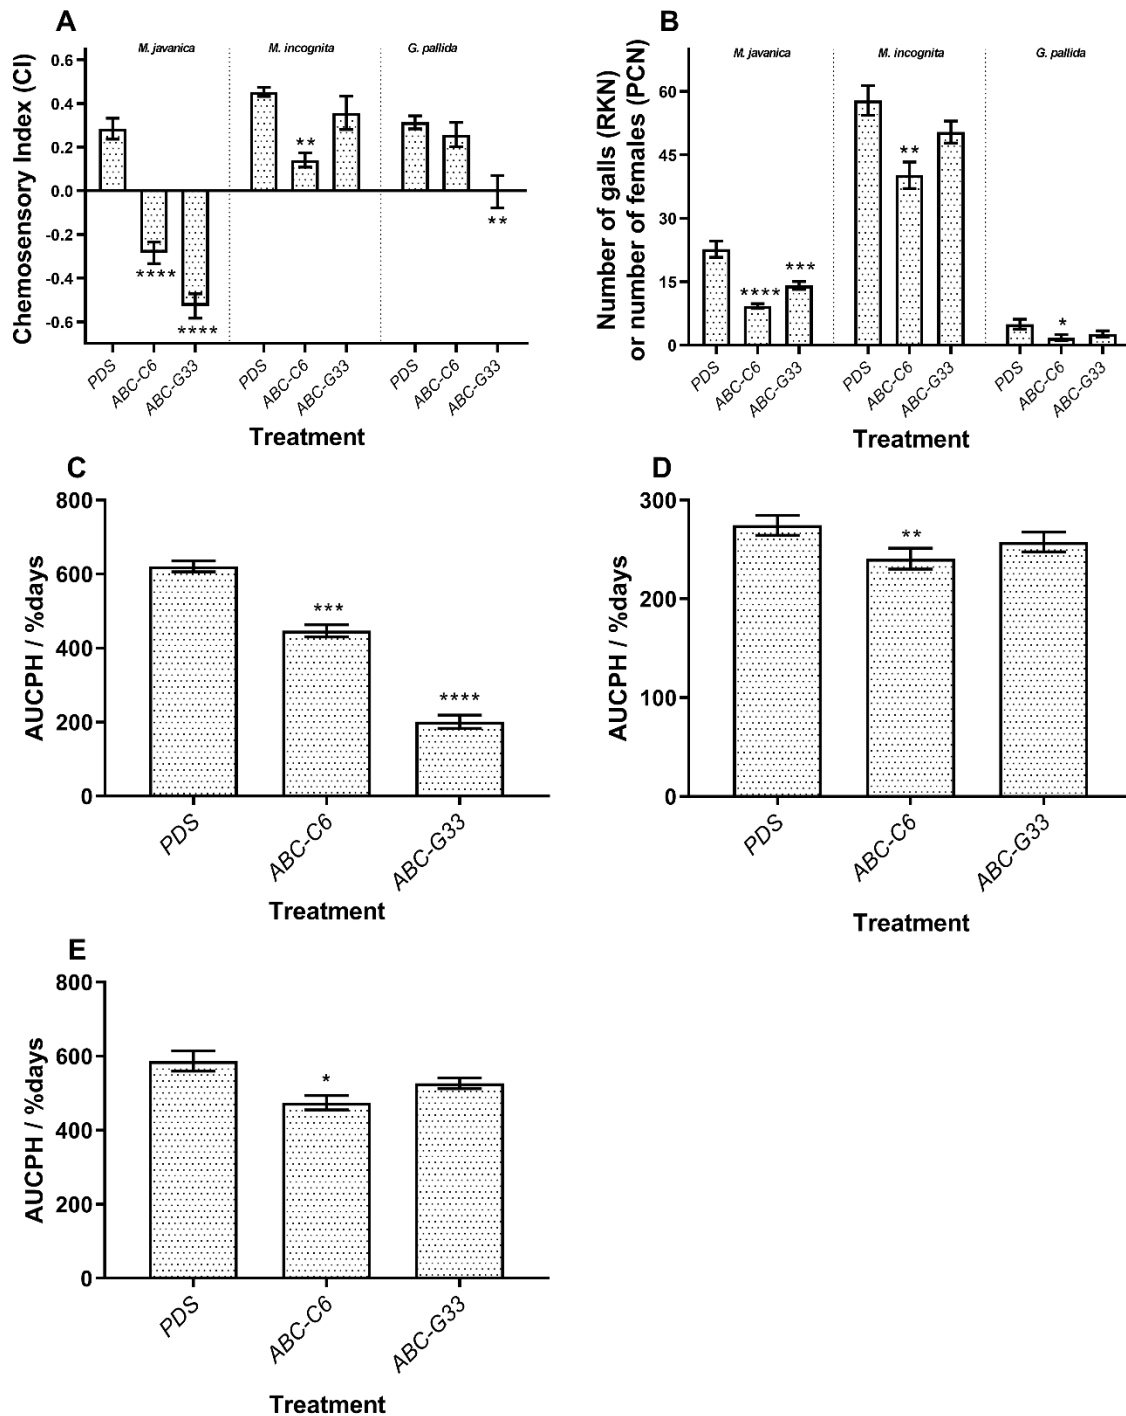 A
M. javanica
M. incognita
G. pallida
Chemosensory Index (CI)
0.6
0.4
0.2
0.0
-0.2
-0.4
-0.6
****
****
**
**
PDS
ABC-C6
ABC-G33
PDS
ABC-C6
ABC-G33
PDS
ABC-C6
ABC-G33
Treatment
B
M. javanica
M. incognita
G. pallida
Number of galls (RKN)
or number of females (PCN)
60
45
30
15
0
****
***
**
*
PDS
ABC-C6
ABC-G33
PDS
ABC-C6
ABC-G33
PDS
ABC-C6
ABC-G33
Treatment
C
AUCPH / %days
800
600
400
200
0
***
****
PDS
ABC-C6
ABC-G33
Treatment
D
AUCPH / %days
300
200
100
0
**
PDS
ABC-C6
ABC-G33
Treatment
E
AUCPH / %days
800
600
400
200
0
*
PDS
ABC-C6
ABC-G33
Treatment